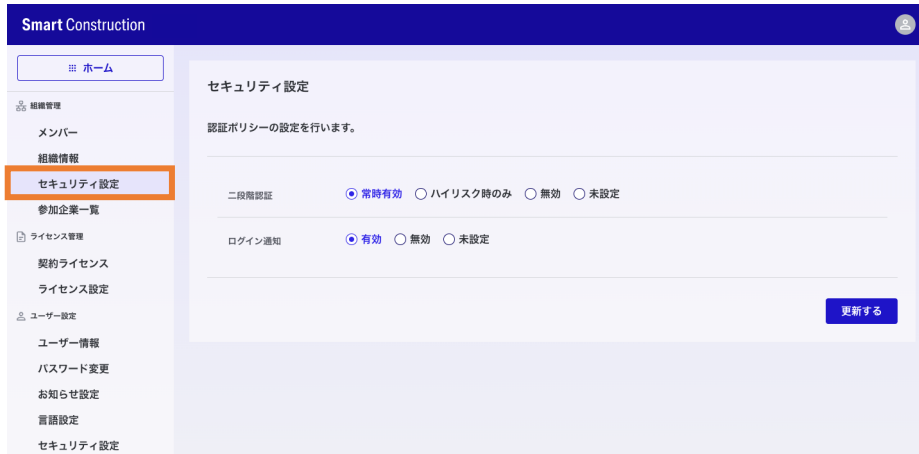 Smart Construction
ホーム
組織管理
メンバー
組織情報
セキュリティ設定
参加企業一覧
ライセンス管理
契約ライセンス
ライセンス設定
ユーザー設定
ユーザー情報
パスワード変更
お知らせ設定
言語設定
セキュリティ設定
セキュリティ設定
認証ポリシーの設定を行います。
二段階認証 常時有効 ハイリスク時のみ 無効 未設定
ログイン通知 有効 無効 未設定
更新する